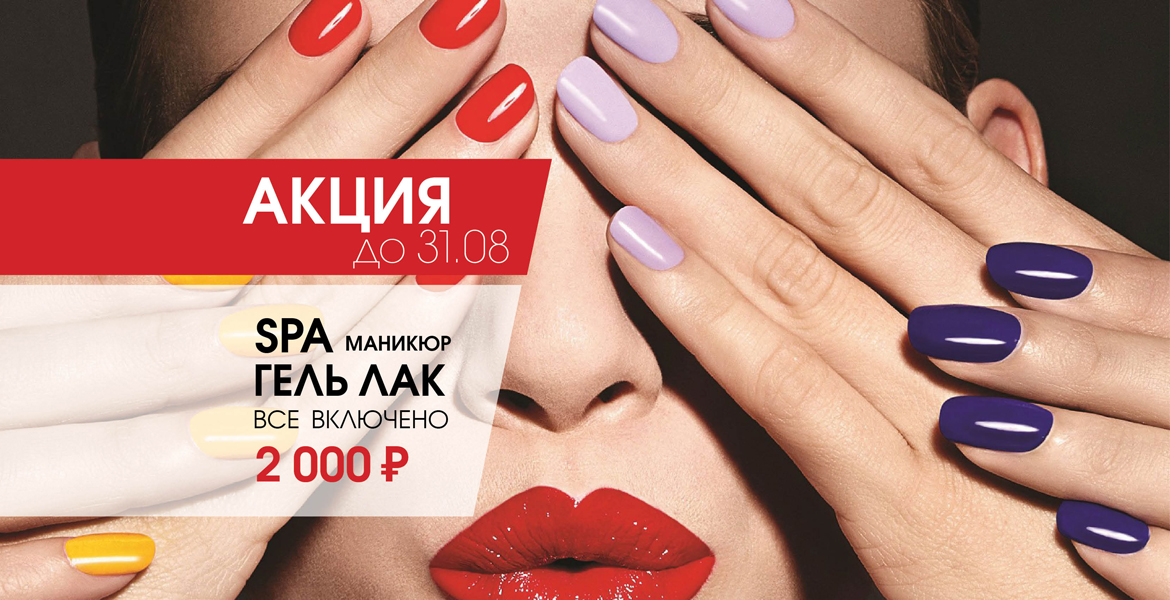 АКЦИЯ
до 31.08
SPA МАНИКЮР
ГЕЛЬ ЛАК
ВСЕ ВКЛЮЧЕНО
2 000 ₽